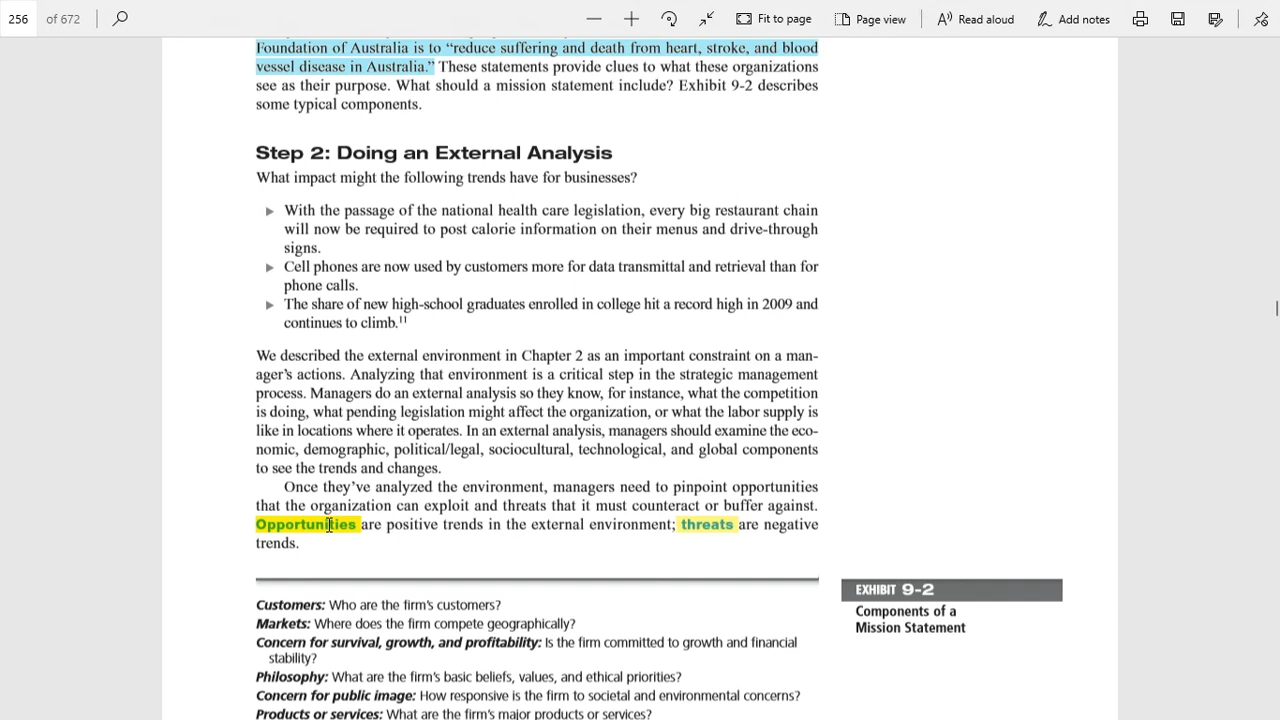 256 of 672
Fit to page
Page view
Read aloud
Add notes
Foundation of Australia is to “reduce suffering and death from heart, stroke, and blood
vessel disease in Australia.” These statements provide clues to what these organizations
see as their purpose. What should a mission statement include? Exhibit 9-2 describes
some typical components.
Step 2: Doing an External Analysis
What impact might the following trends have for businesses?
▶ With the passage of the national health care legislation, every big restaurant chain
will now be required to post calorie information on their menus and drive-through
signs.
▶ Cell phones are now used by customers more for data transmittal and retrieval than for
phone calls.
▶ The share of new high-school graduates enrolled in college hit a record high in 2009 and
continues to climb.11
We described the external environment in Chapter 2 as an important constraint on a man-
ager’s actions. Analyzing that environment is a critical step in the strategic management
process. Managers do an external analysis so they know, for instance, what the competition
is doing, what pending legislation might affect the organization, or what the labor supply is
like in locations where it operates. In an external analysis, managers should examine the eco-
nomic, demographic, political/legal, sociocultural, technological, and global components
to see the trends and changes.
Once they’ve analyzed the environment, managers need to pinpoint opportunities
that the organization can exploit and threats that it must counteract or buffer against.
Opportunities are positive trends in the external environment; threats are negative
trends.
EXHIBIT 9-2
Components of a
Mission Statement
Customers: Who are the firm’s customers?
Markets: Where does the firm compete geographically?
Concern for survival, growth, and profitability: Is the firm committed to growth and financial
stability?
Philosophy: What are the firm’s basic beliefs, values, and ethical priorities?
Concern for public image: How responsive is the firm to societal and environmental concerns?
Products or services: What are the firm’s major products or services?